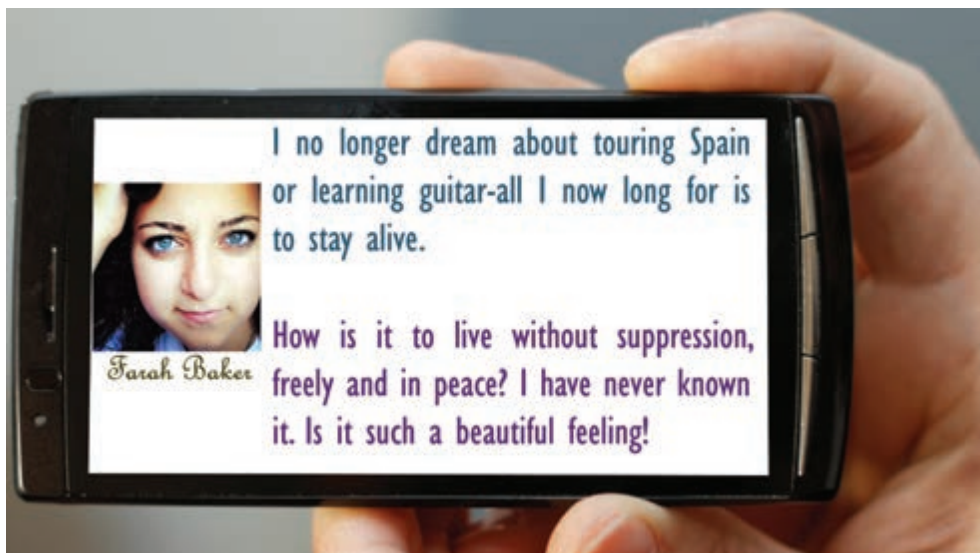 I no longer dream about touring Spain
or learning guitar-all I now long for is
to stay alive.
Farah Baker
How is it to live without suppression,
freely and in peace? I have never known
it. Is it such a beautiful feeling!